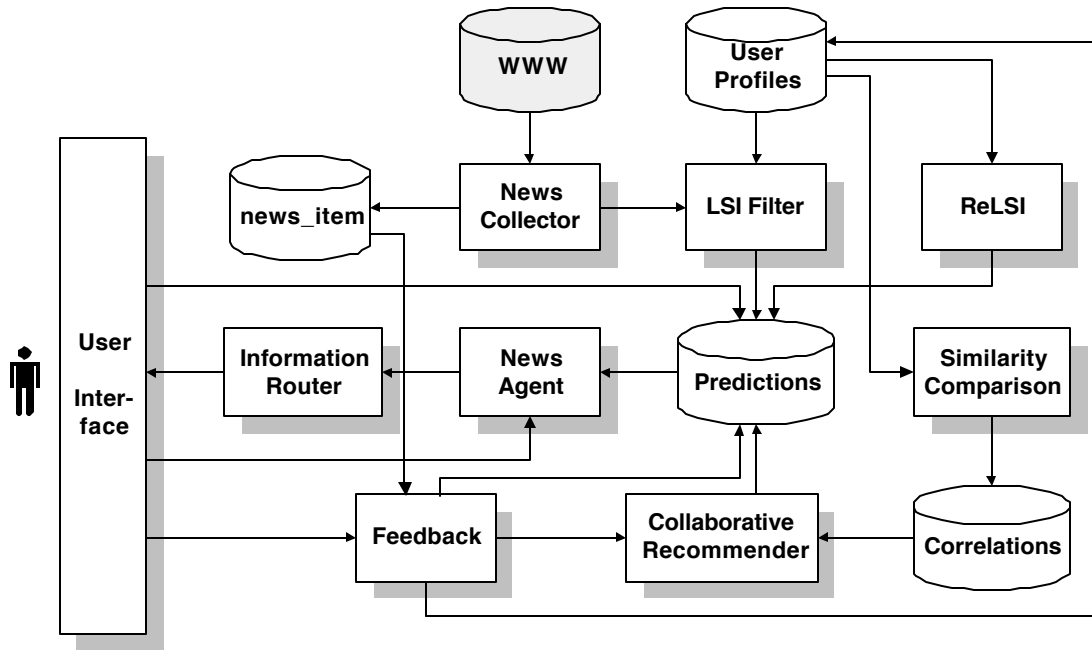 WWW
User
Profiles
news_item
News
Collector
LSI Filter
ReLSI
User
Inter-
face
Information
Router
News
Agent
Predictions
Similarity
Comparison
Feedback
Collaborative
Recommender
Correlations